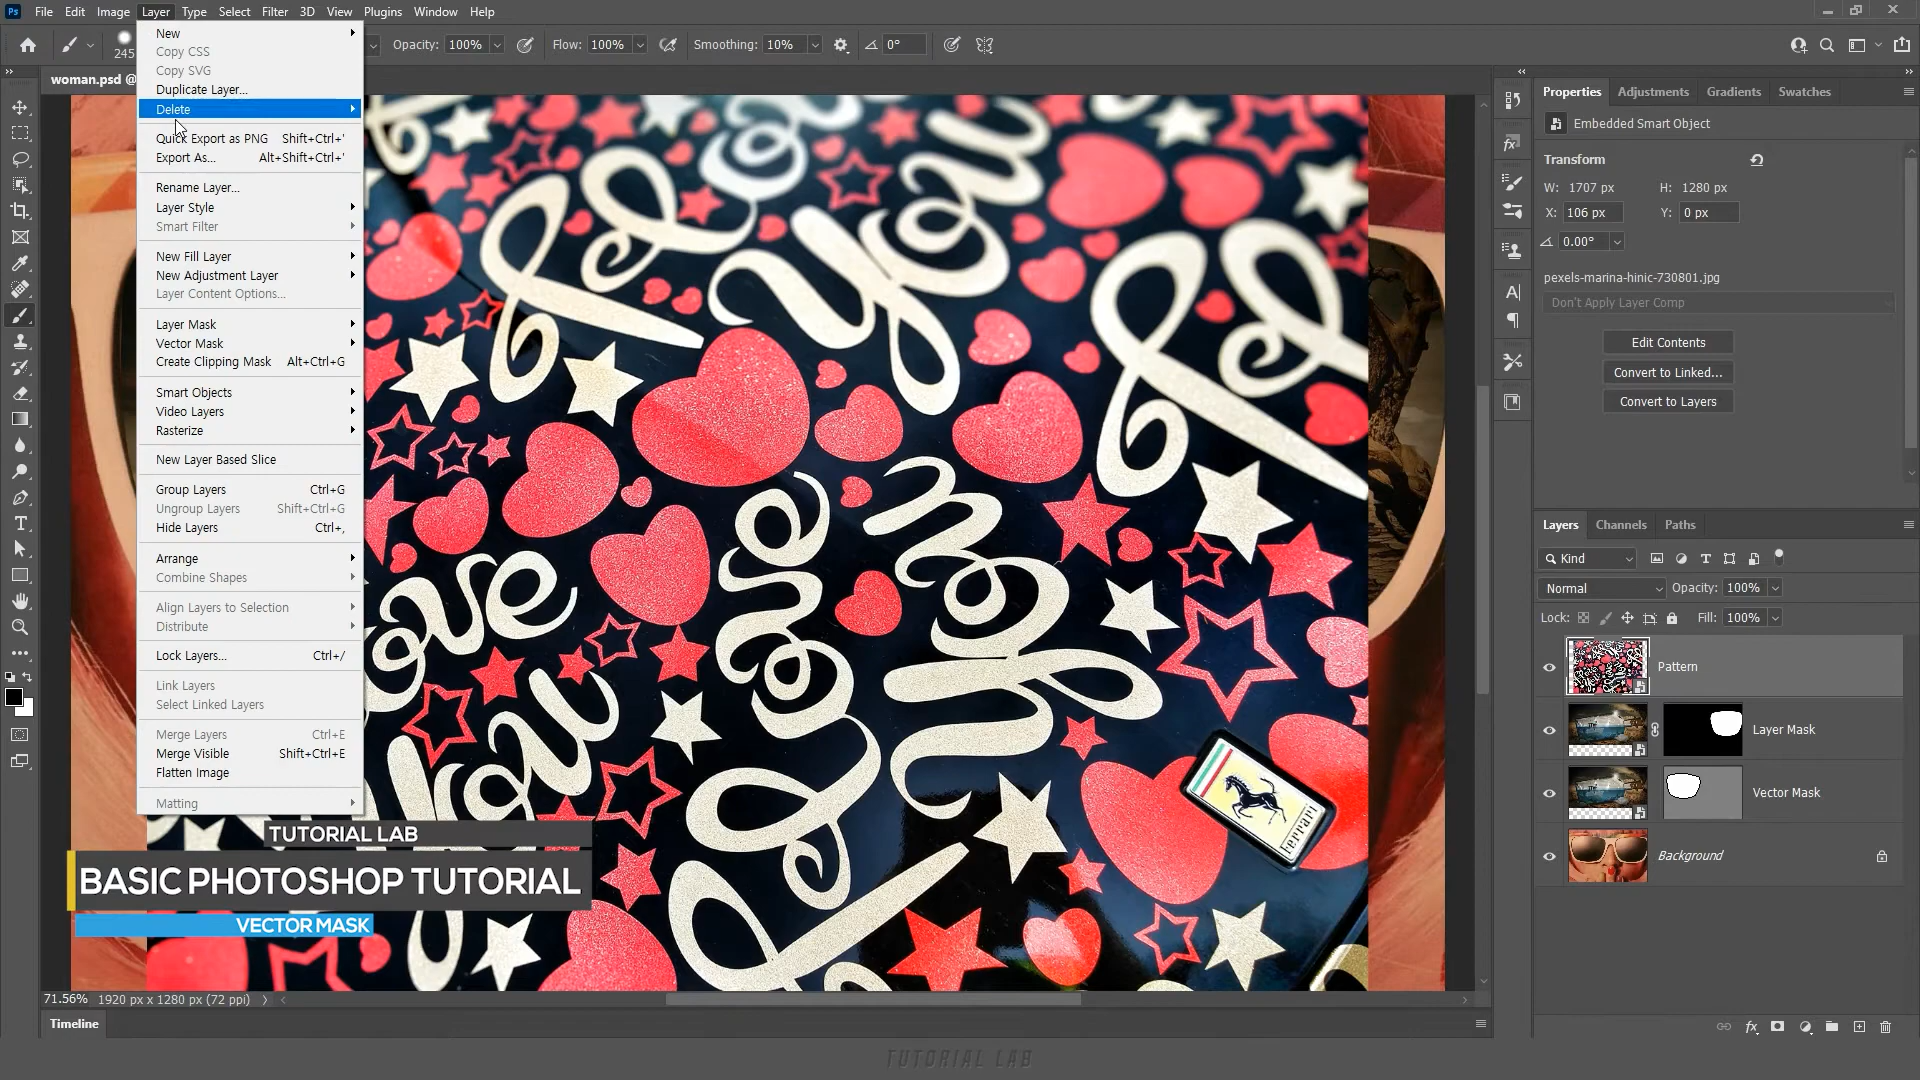 Ps File Edit Image Layer Type Select Filter 3D View Plugins Window Help
245 Opacity: 100% Flow: 100% Smoothing: 10% 0°
woman.psd @
New
Copy CSS
Copy SVG
Duplicate Layer...
Delete
Quick Export as PNG Shift+Ctrl+'
Export As... Alt+Shift+Ctrl+'
Rename Layer...
Layer Style
Smart Filter
New Fill Layer
New Adjustment Layer
Layer Content Options...
Layer Mask
Vector Mask
Create Clipping Mask Alt+Ctrl+G
Smart Objects
Video Layers
Rasterize
New Layer Based Slice
Group Layers Ctrl+G
Ungroup Layers Shift+Ctrl+G
Hide Layers Ctrl+,
Arrange
Combine Shapes
Align Layers to Selection
Distribute
Lock Layers... Ctrl+/
Link Layers
Select Linked Layers
Merge Layers Ctrl+E
Merge Visible Shift+Ctrl+E
Flatten Image
Matting
you
love
you
love
you
Ferrari
TUTORIAL LAB
BASIC PHOTOSHOP TUTORIAL
VECTOR MASK
71.56% 1920 px x 1280 px (72 ppi)
Timeline
TUTORIAL LAB
Properties Adjustments Gradients Swatches
Embedded Smart Object
Transform
W: 1707 px H: 1280 px
X: 106 px Y: 0 px
0.00°
pexels-marina-hinic-730801.jpg
Don't Apply Layer Comp
Edit Contents
Convert to Linked...
Convert to Layers
Layers Channels Paths
Kind
Normal Opacity: 100%
Lock: Fill: 100%
Pattern
Layer Mask
Vector Mask
Background